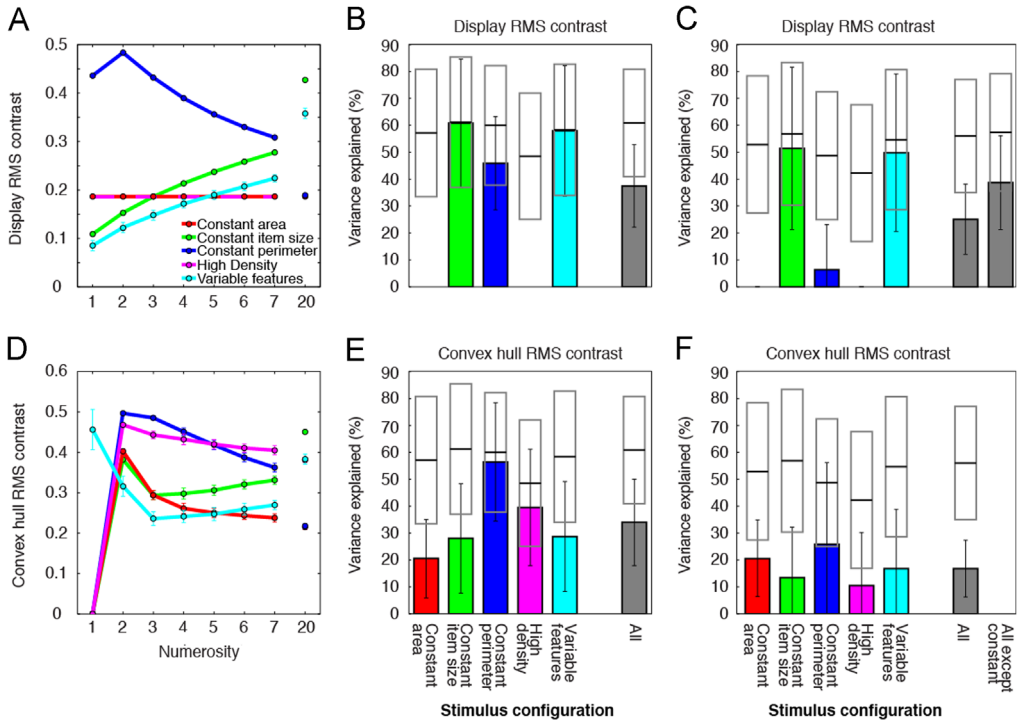 A
Display RMS contrast
0.5
0.4
0.3
0.2
0.1
0
1 2 3 4 5 6 7 20
Constant area
Constant item size
Constant perimeter
High Density
Variable features
B
Display RMS contrast
Variance explained (%)
90
80
70
60
50
40
30
20
10
0
C
Display RMS contrast
Variance explained (%)
90
80
70
60
50
40
30
20
10
0
D
Convex hull RMS contrast
0.6
0.5
0.4
0.3
0.2
0.1
0
1 2 3 4 5 6 7 20
Numerosity
E
Convex hull RMS contrast
Variance explained (%)
90
80
70
60
50
40
30
20
10
0
Constant
area
Constant
item size
Constant
perimeter
High
density
Variable
features
All
Stimulus configuration
F
Convex hull RMS contrast
Variance explained (%)
90
80
70
60
50
40
30
20
10
0
Constant
area
Constant
item size
Constant
perimeter
High
density
Variable
features
All
All except
constant
Stimulus configuration